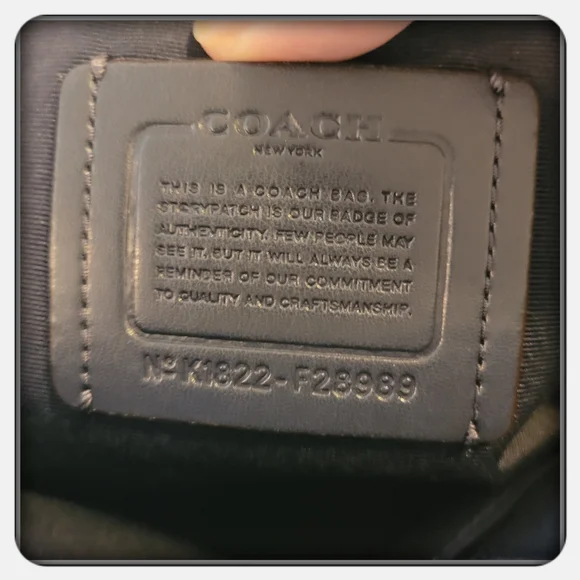 COACH
NEW YORK
THIS IS A COACH BAG. THE
STORYPATCH IS OUR BADGE OF
AUTHENTICITY. FEW PEOPLE MAY
SEE IT, BUT IT WILL ALWAYS BE A
REMINDER OF OUR COMMITMENT
TO QUALITY AND CRAFTSMANSHIP.
Nº K1822-F28989